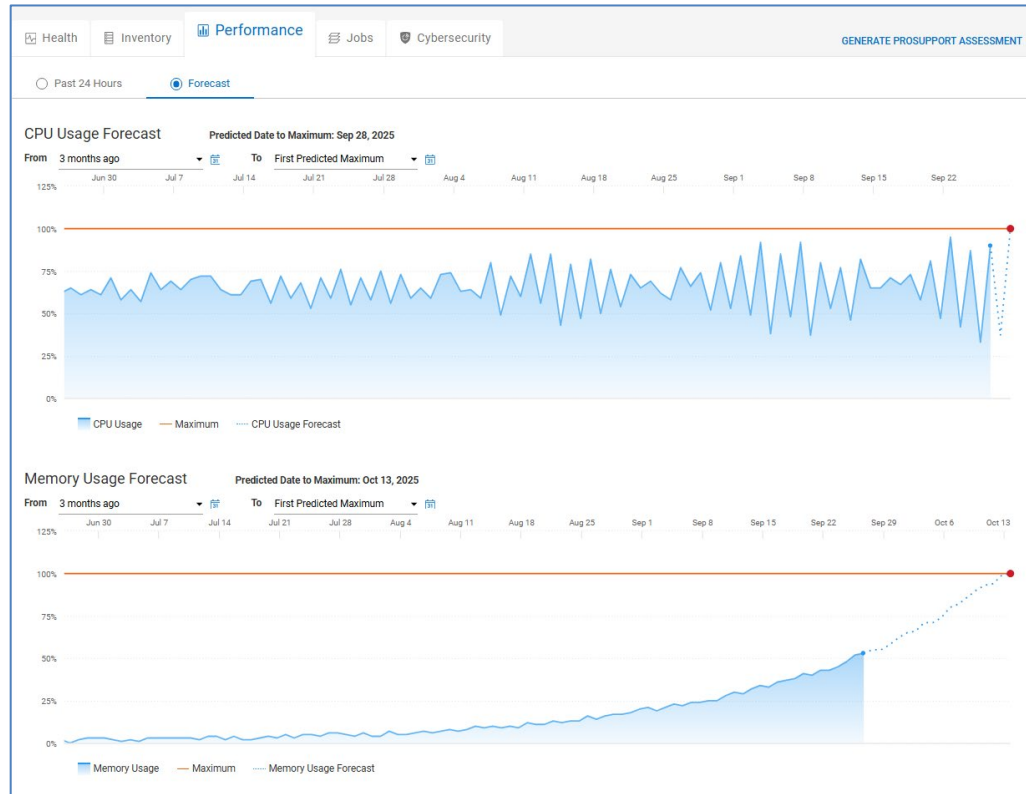 Health Inventory Performance Jobs Cybersecurity GENERATE PROSUPPORT ASSESSMENT
Past 24 Hours Forecast
CPU Usage Forecast Predicted Date to Maximum: Sep 28, 2025
From 3 months ago To First Predicted Maximum
Jun 30 Jul 7 Jul 14 Jul 21 Jul 28 Aug 4 Aug 11 Aug 18 Aug 25 Sep 1 Sep 8 Sep 15 Sep 22
125%
100%
75%
50%
25%
0%
CPU Usage Maximum CPU Usage Forecast
Memory Usage Forecast Predicted Date to Maximum: Oct 13, 2025
From 3 months ago To First Predicted Maximum
Jun 30 Jul 7 Jul 14 Jul 21 Jul 28 Aug 4 Aug 11 Aug 18 Aug 25 Sep 1 Sep 8 Sep 15 Sep 22 Sep 29 Oct 6 Oct 13
125%
100%
75%
50%
25%
0%
Memory Usage Maximum Memory Usage Forecast